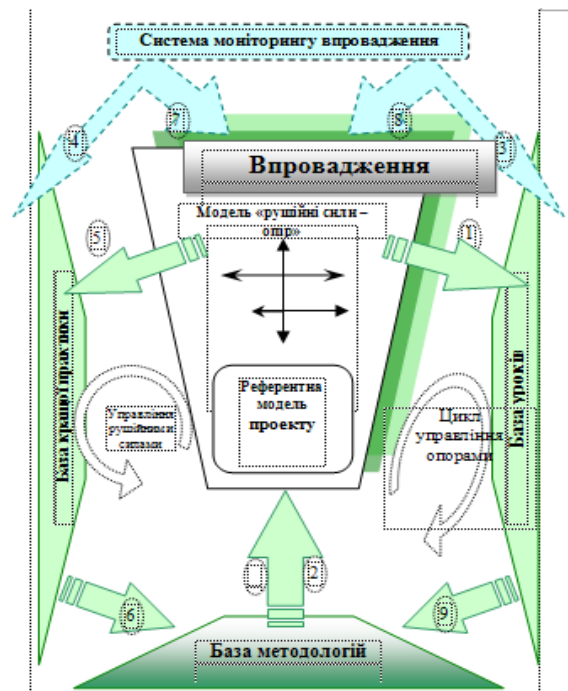 Система моніторингу впровадження
7
8
4
3
Впровадження
Модель «рушійні сили –
опір»
5
1
База кращої практики
База уроків
Референтна
модель
проекту
Управління
рушійними
силами
Цикл
управління
опорами
2
6
9
База методологій